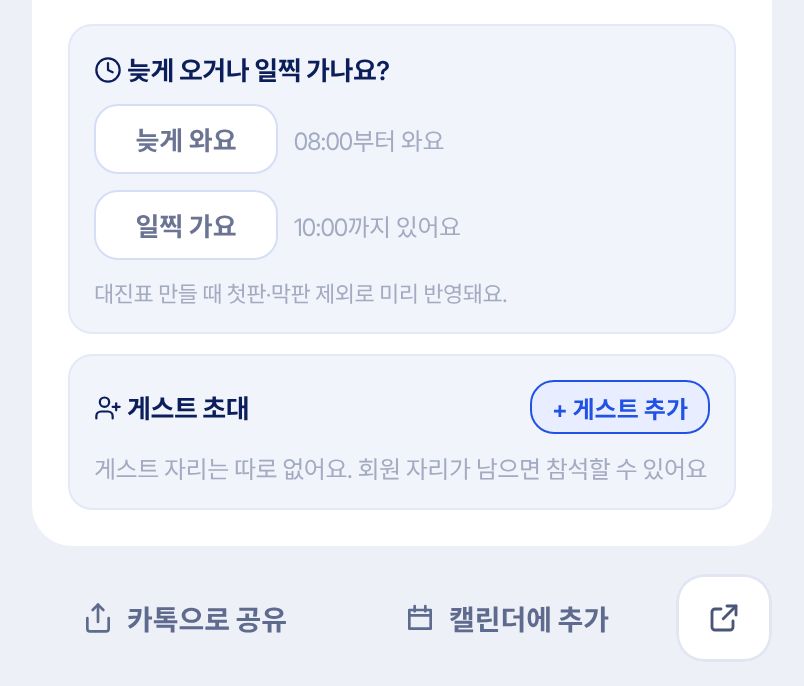 늦게 오거나 일찍 가나요?
늦게 와요 08:00부터 와요
일찍 가요 10:00까지 있어요
대진표 만들 때 첫판·막판 제외로 미리 반영돼요.
게스트 초대 + 게스트 추가
게스트 자리는 따로 없어요. 회원 자리가 남으면 참석할 수 있어요
카톡으로 공유 캘린더에 추가